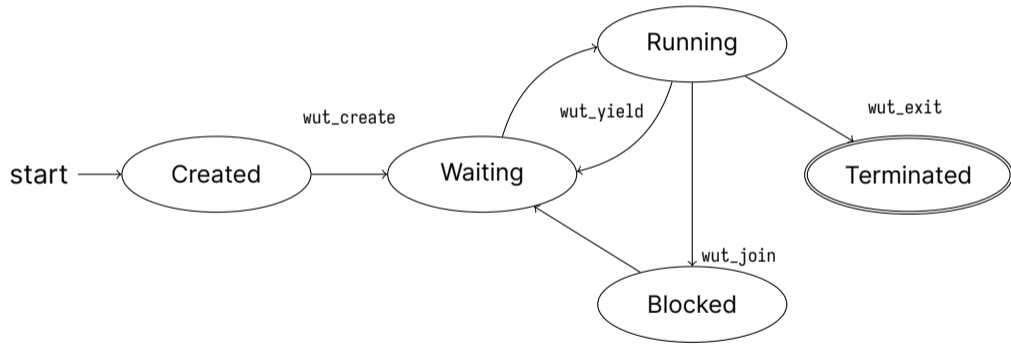 Running
wut_create
wut_yield
wut_exit
start
Created
Waiting
Terminated
wut_join
Blocked